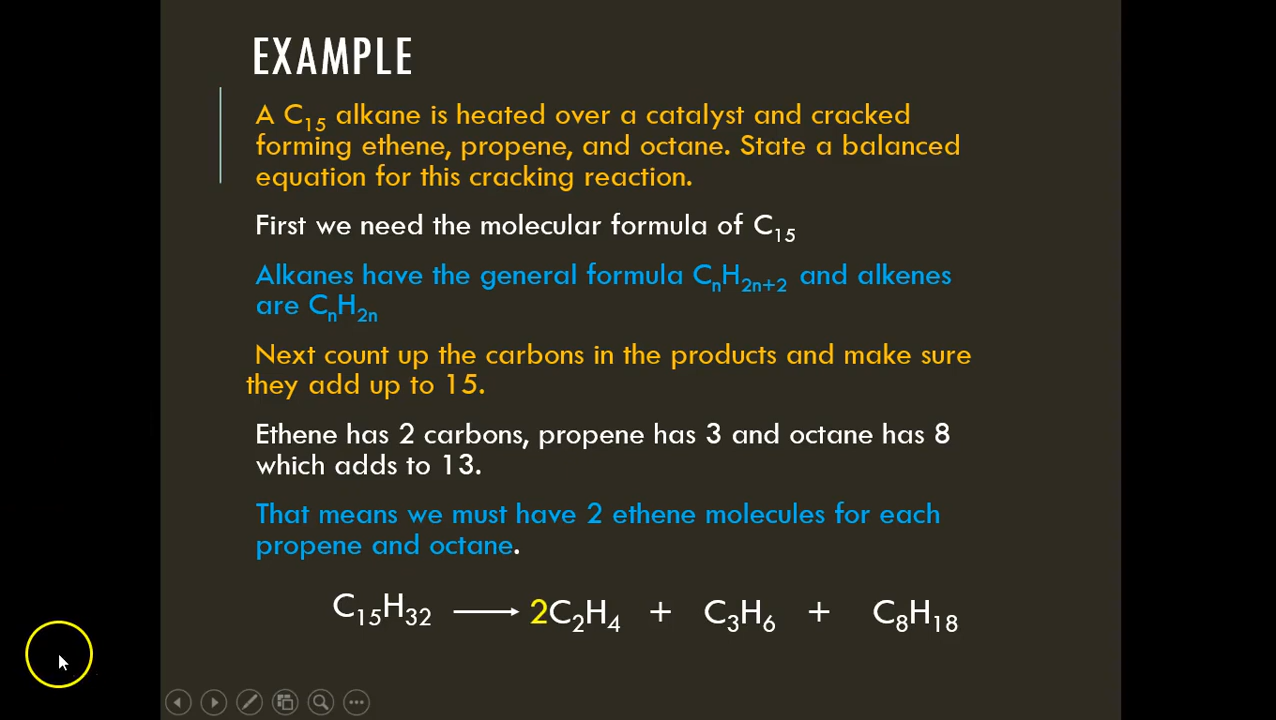 EXAMPLE
A C₁₅ alkane is heated over a catalyst and cracked
forming ethene, propene, and octane. State a balanced
equation for this cracking reaction.
First we need the molecular formula of C₁₅
Alkanes have the general formula CₙH₂ₙ₊₂ and alkenes
are CₙH₂ₙ
Next count up the carbons in the products and make sure
they add up to 15.
Ethene has 2 carbons, propene has 3 and octane has 8
which adds to 13.
That means we must have 2 ethene molecules for each
propene and octane.
C₁₅H₃₂ ⟶ 2C₂H₄ + C₃H₆ + C₈H₁₈